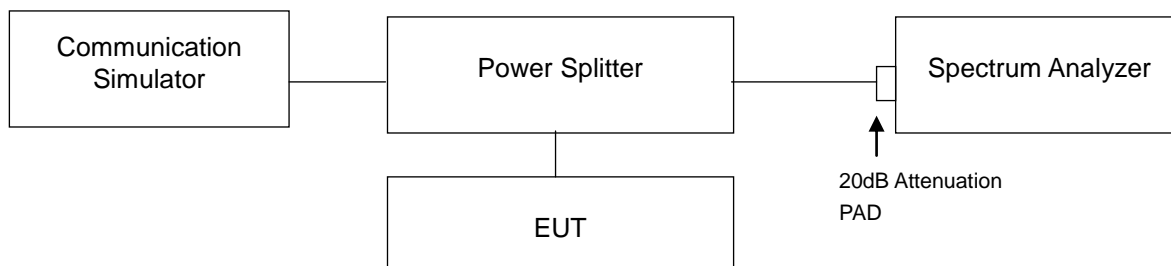 Communication
Simulator
Power Splitter
Spectrum Analyzer
20dB Attenuation
PAD
EUT